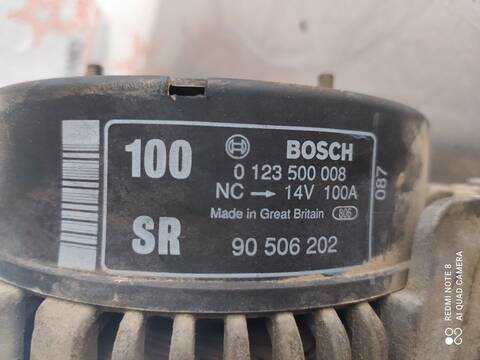 100
BOSCH
0 123 500 008
NC → 14V 100A
Made in Great Britain 806
SR
90 506 202
087
REDMI NOTE 8
AI QUAD CAMERA